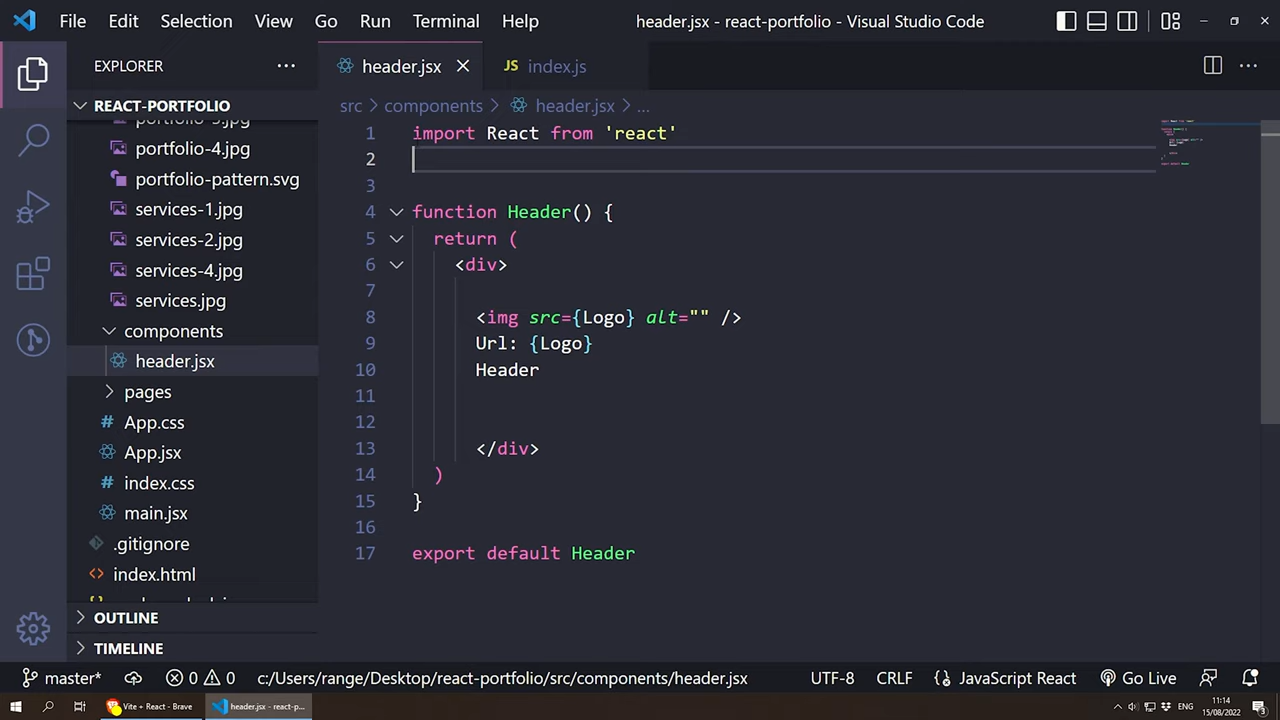 File Edit Selection View Go Run Terminal Help header.jsx - react-portfolio - Visual Studio Code
EXPLORER
REACT-PORTFOLIO
portfolio-4.jpg
portfolio-pattern.svg
services-1.jpg
services-2.jpg
services-4.jpg
services.jpg
components
header.jsx
pages
App.css
App.jsx
index.css
main.jsx
.gitignore
index.html
OUTLINE
TIMELINE
header.jsx JS index.js
src > components > header.jsx > ...
1 import React from 'react'
2
3
4 function Header() {
5 return (
6 <div>
7
8 <img src={Logo} alt="" />
9 Url: {Logo}
10 Header
11
12
13 </div>
14 )
15 }
16
17 export default Header
master* 0 0 c:/Users/range/Desktop/react-portfolio/src/components/header.jsx UTF-8 CRLF JavaScript React Go Live
Vite + React - Brave header.jsx - react-p... ENG 11:14
15/08/2022